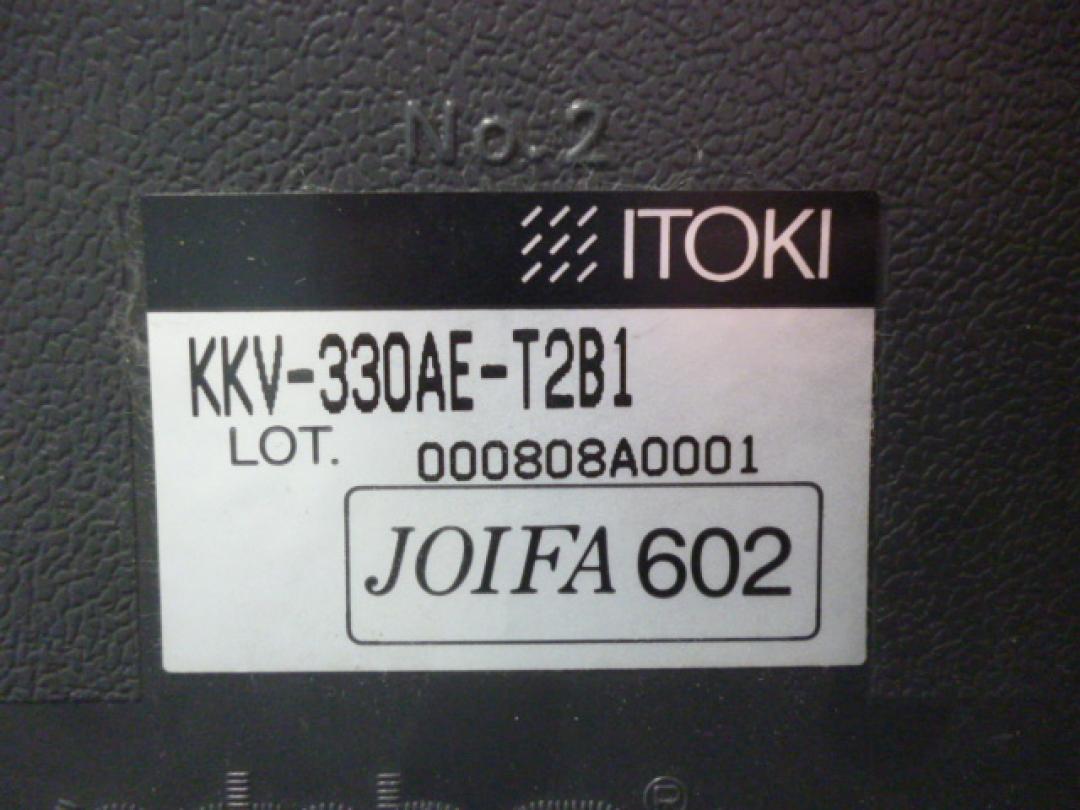 No.2
ITOKI
KKV-330AE-T2B1
LOT. 000808A0001
JOIFA 602
®